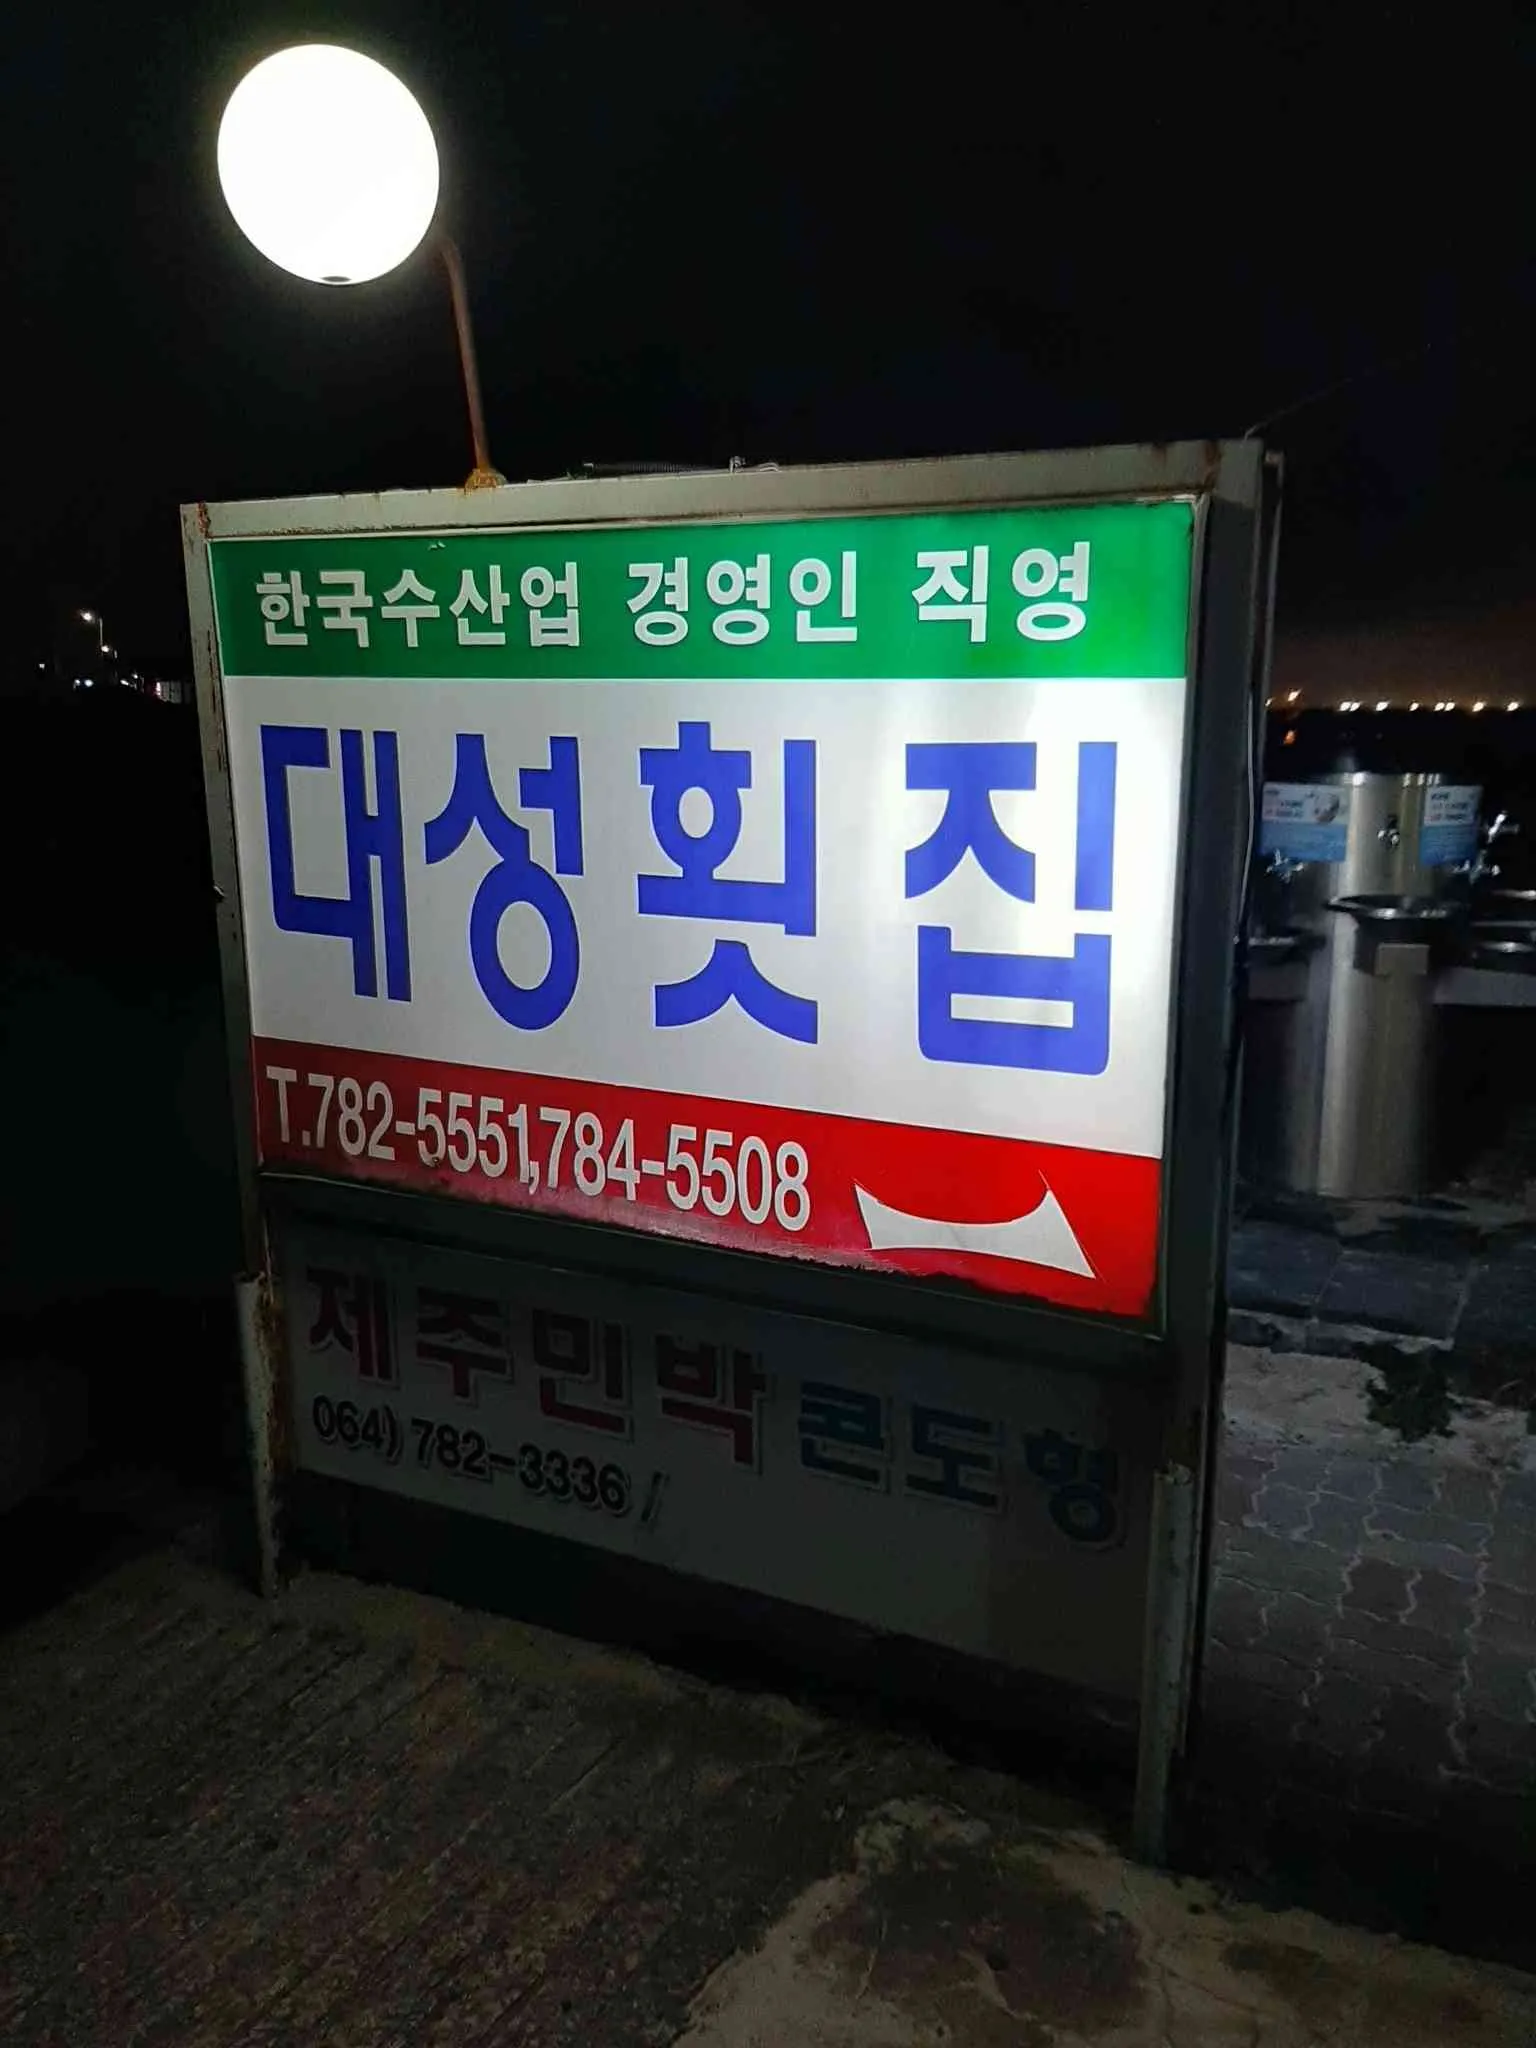 한국수산업 경영인 직영
대성횟집
T.782-5551,784-5508
제주민박 콘도형
064) 782-3336 /